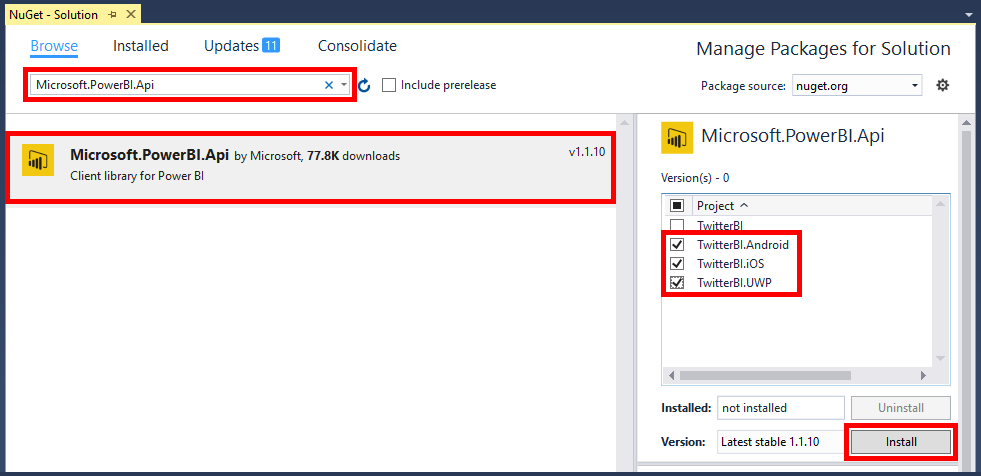 NuGet - Solution
Browse Installed Updates 11 Consolidate
Manage Packages for Solution
Microsoft.PowerBI.Api
Include prerelease
Package source: nuget.org
Microsoft.PowerBI.Api by Microsoft, 77.8K downloads
v1.1.10
Client library for Power BI
Microsoft.PowerBI.Api
Version(s) - 0
Project
TwitterBI
TwitterBI.Android
TwitterBI.iOS
TwitterBI.UWP
Installed: not installed Uninstall
Version: Latest stable 1.1.10 Install